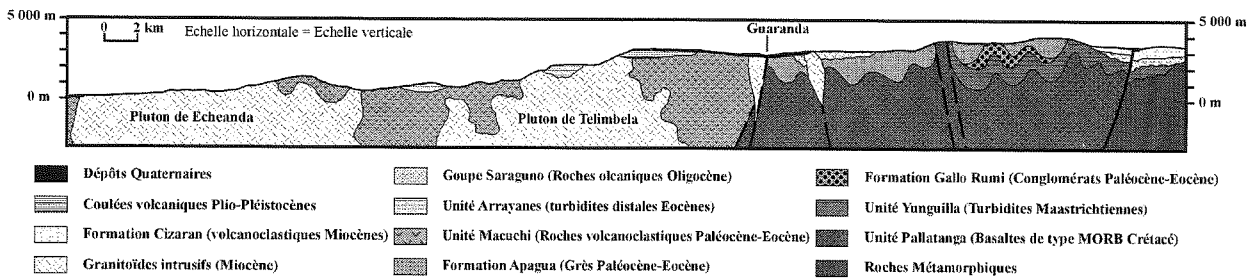 5 000 m
5 000 m
0 2 km
Echelle horizontale = Echelle verticale
Guaranda
0 m
0 m
Pluton de Echeanda
Pluton de Telimbela
Dépôts Quaternaires
Goupe Saraguno (Roches olcaniques Oligocène)
Formation Gallo Rumi (Conglomérats Paléocène-Eocène)
Coulées volcaniques Plio-Pléistocènes
Unité Arrayanes (turbidites distales Eocènes)
Unité Yunguilla (Turbidites Maastrichtiennes)
Formation Cizaran (volcanoclastiques Miocènes)
Unité Macuchi (Roches volcanoclastiques Paléocène-Eocène)
Unité Pallatanga (Basaltes de type MORB Crétacé)
Granitoïdes intrusifs (Miocène)
Formation Apagua (Grès Paléocène-Eocène)
Roches Métamorphiques